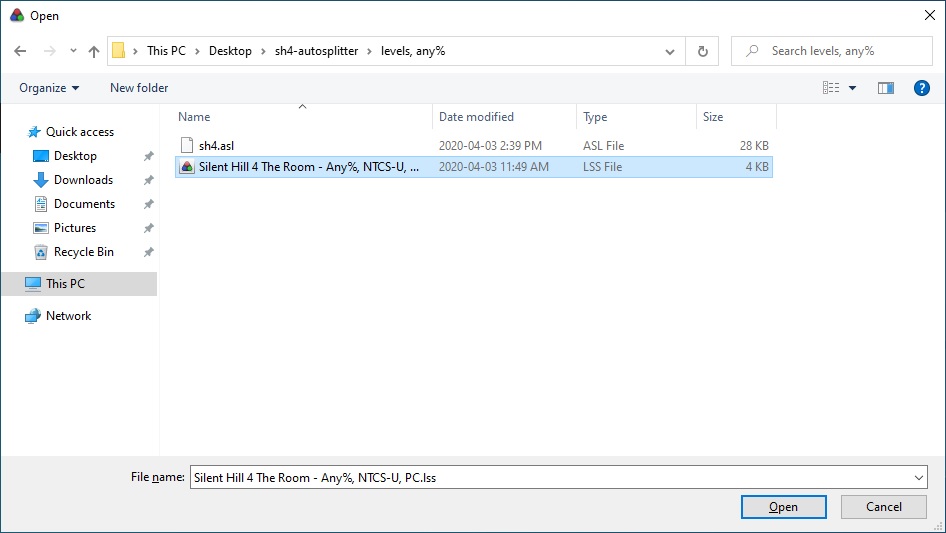 Open
This PC > Desktop > sh4-autosplitter > levels, any%
Search levels, any%
Organize
New folder
Name
Date modified
Type
Size
sh4.asl
2020-04-03 2:39 PM
ASL File
28 KB
Silent Hill 4 The Room - Any%, NTCS-U, ...
2020-04-03 11:49 AM
LSS File
4 KB
Quick access
Desktop
Downloads
Documents
Pictures
Recycle Bin
This PC
Network
File name:
Silent Hill 4 The Room - Any%, NTCS-U, PC.lss
Open
Cancel